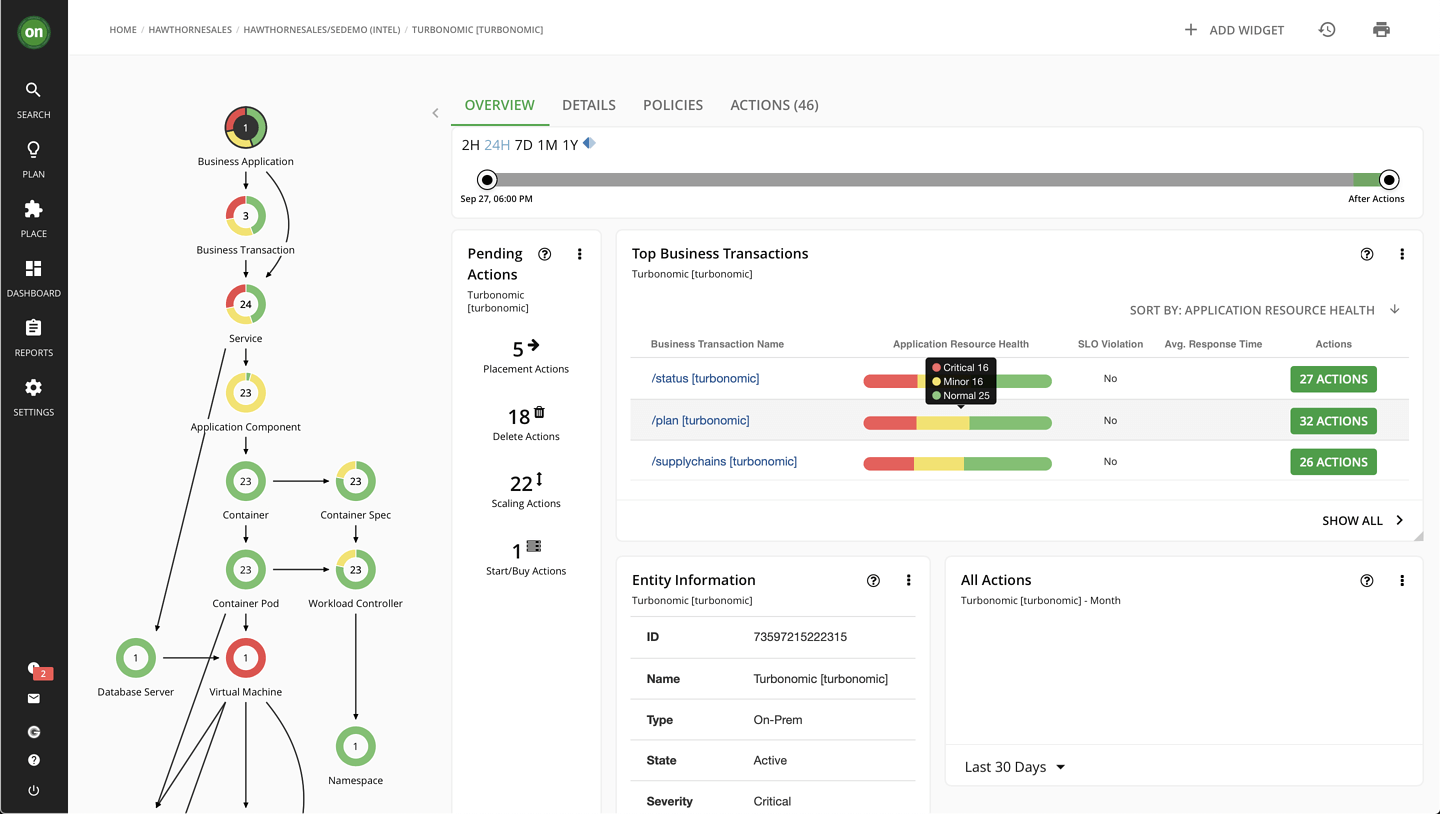 on
HOME / HAWTHORNESALES / HAWTHORNESALES/SEDEMO (INTEL) / TURBONOMIC [TURBONOMIC]
ADD WIDGET
SEARCH
PLAN
PLACE
DASHBOARD
REPORTS
SETTINGS
2
1
Business Application
3
Business Transaction
24
Service
23
Application Component
23
Container
23
Container Spec
23
Container Pod
23
Workload Controller
1
Database Server
1
Virtual Machine
1
Namespace
OVERVIEW
DETAILS
POLICIES
ACTIONS (46)
2H 24H 7D 1M 1Y
Sep 27, 06:00 PM
After Actions
Pending
Actions
Turbonomic
[turbonomic]
5
Placement Actions
18
Delete Actions
22
Scaling Actions
1
Start/Buy Actions
Top Business Transactions
Turbonomic [turbonomic]
SORT BY: APPLICATION RESOURCE HEALTH
Business Transaction Name
Application Resource Health
SLO Violation
Avg. Response Time
Actions
/status [turbonomic]
No
27 ACTIONS
Critical 16
Minor 16
Normal 25
/plan [turbonomic]
No
32 ACTIONS
/supplychains [turbonomic]
No
26 ACTIONS
SHOW ALL
Entity Information
Turbonomic [turbonomic]
ID 73597215222315
Name Turbonomic [turbonomic]
Type On-Prem
State Active
Severity Critical
All Actions
Turbonomic [turbonomic] - Month
Last 30 Days